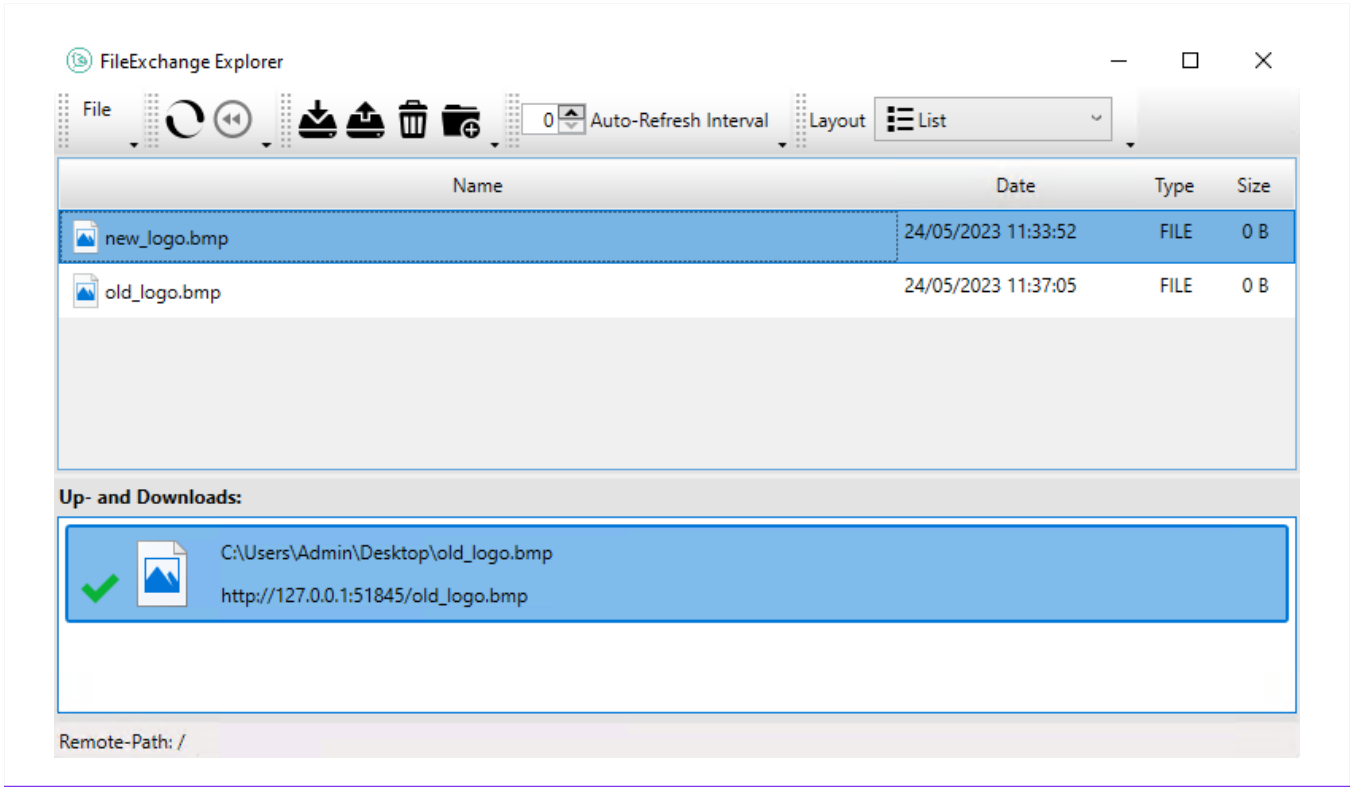 FileExchange Explorer
File
0 Auto-Refresh Interval
Layout
List
Name Date Type Size
new_logo.bmp 24/05/2023 11:33:52 FILE 0 B
old_logo.bmp 24/05/2023 11:37:05 FILE 0 B
Up- and Downloads:
C:\Users\Admin\Desktop\old_logo.bmp
http://127.0.0.1:51845/old_logo.bmp
Remote-Path: /